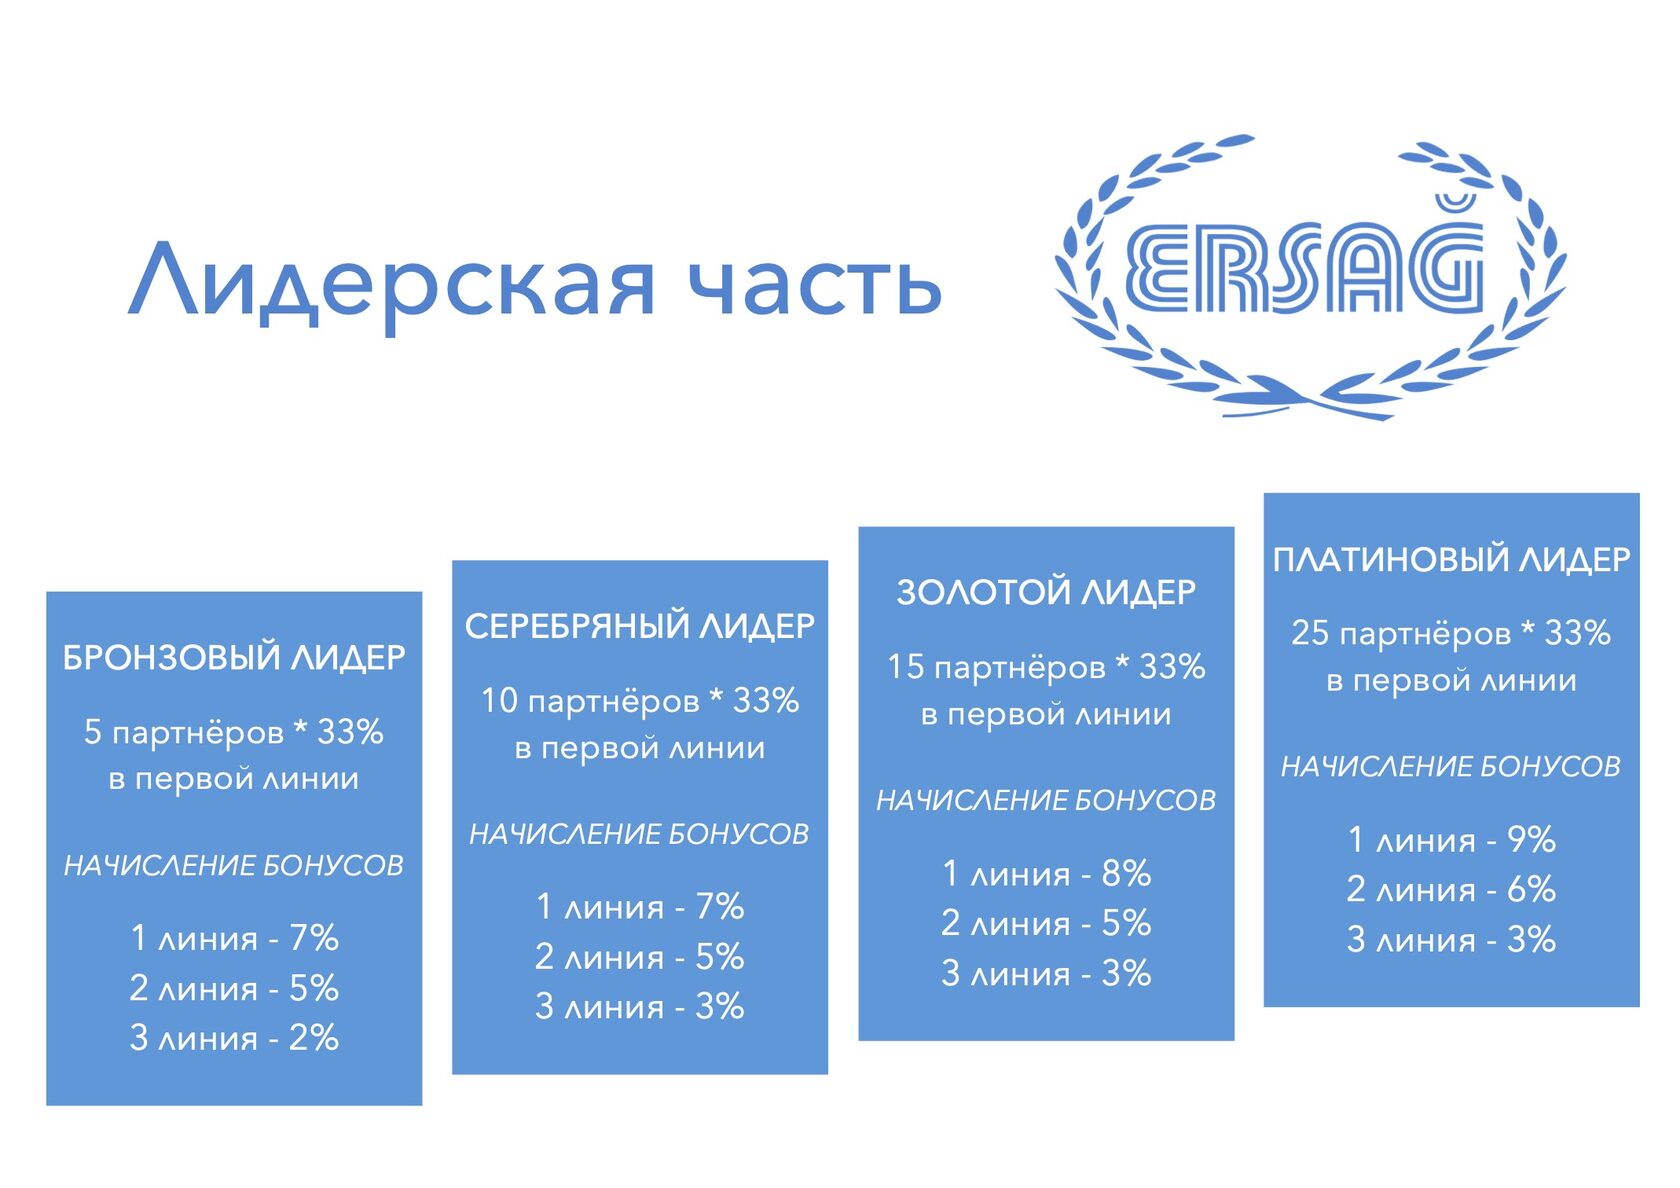 Лидерская часть
ERSAĞ
БРОНЗОВЫЙ ЛИДЕР
5 партнёров * 33%
в первой линии
НАЧИСЛЕНИЕ БОНУСОВ
1 линия - 7%
2 линия - 5%
3 линия - 2%
СЕРЕБРЯНЫЙ ЛИДЕР
10 партнёров * 33%
в первой линии
НАЧИСЛЕНИЕ БОНУСОВ
1 линия - 7%
2 линия - 5%
3 линия - 3%
ЗОЛОТОЙ ЛИДЕР
15 партнёров * 33%
в первой линии
НАЧИСЛЕНИЕ БОНУСОВ
1 линия - 8%
2 линия - 5%
3 линия - 3%
ПЛАТИНОВЫЙ ЛИДЕР
25 партнёров * 33%
в первой линии
НАЧИСЛЕНИЕ БОНУСОВ
1 линия - 9%
2 линия - 6%
3 линия - 3%